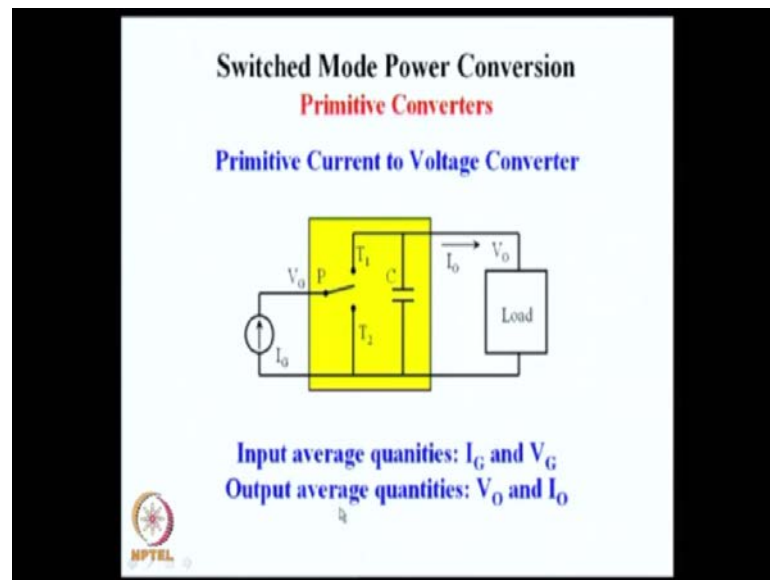 Switched Mode Power Conversion
Primitive Converters
Primitive Current to Voltage Converter
T1
V0 P C I0 V0
Load
T2
IG
Input average quanities: IG and VG
Output average quantities: VO and IO
NPTEL